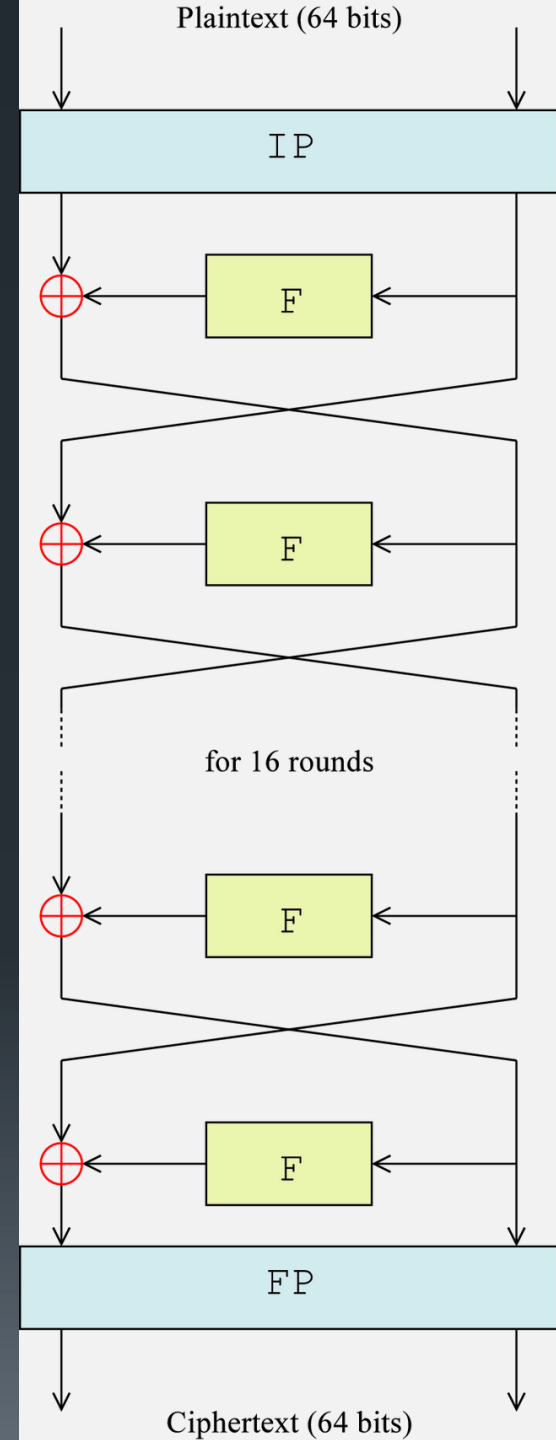 Plaintext (64 bits)
IP
F
F
for 16 rounds
F
F
FP
Ciphertext (64 bits)